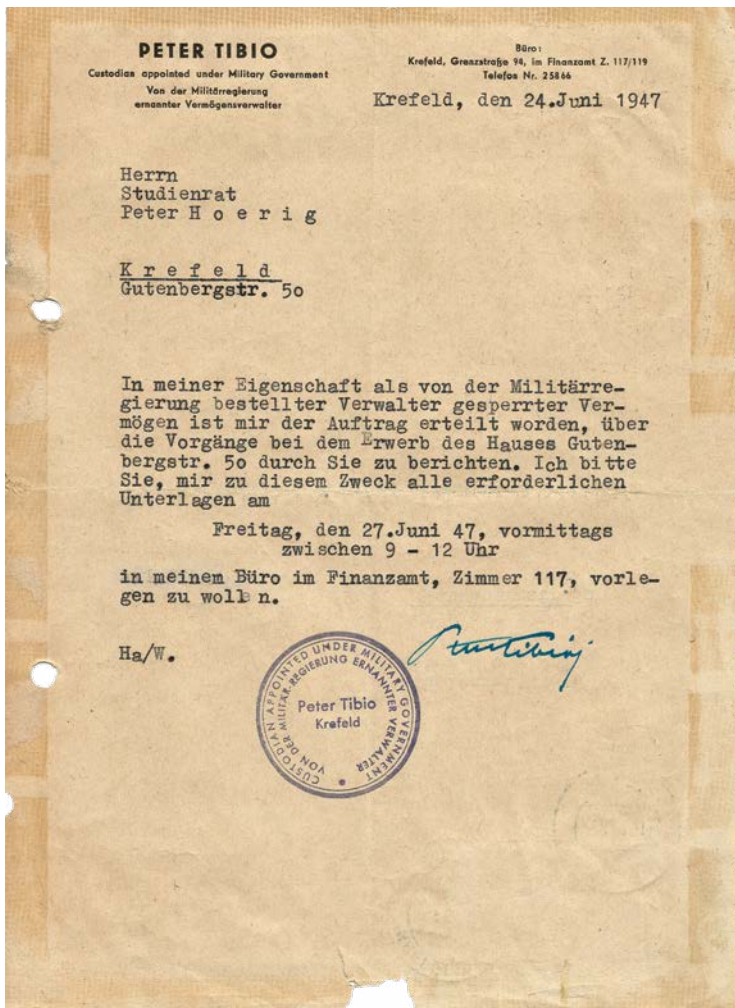 PETER TIBIO
Custodian appointed under Military Government
Von der Militärregierung
ernannter Vermögensverwalter
Büro:
Krefeld, Grenzstraße 94, im Finanzamt Z. 117/119
Telefon Nr. 25866
Krefeld, den 24.Juni 1947
Herrn
Studienrat
Peter H o e r i g
K r e f e l d
Gutenbergstr. 5o
In meiner Eigenschaft als von der Militärre-
gierung bestellter Verwalter gesperrter Ver-
mögen ist mir der Auftrag erteilt worden, über
die Vorgänge bei dem Erwerb des Hauses Guten-
bergstr. 5o durch Sie zu berichten. Ich bitte
Sie, mir zu diesem Zweck alle erforderlichen
Unterlagen am
Freitag, den 27.Juni 47, vormittags
zwischen 9 - 12 Uhr
in meinem Büro im Finanzamt, Zimmer 117, vorle-
gen zu wollen.
Ha/W.
CUSTODIAN APPOINTED UNDER MILITARY GOVERNMENT
VON DER MILITÄR-REGIERUNG ERNANNTER VERWALTER
Peter Tibio
Krefeld